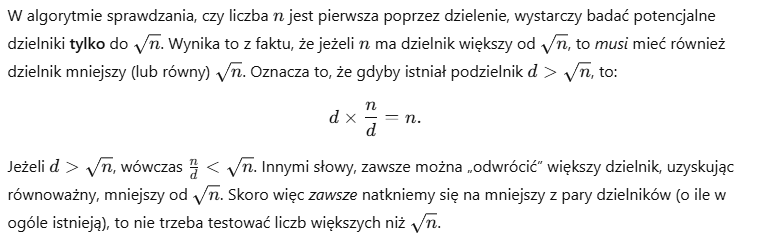 W algorytmie sprawdzania, czy liczba n jest pierwsza poprzez dzielenie, wystarczy badać potencjalne
dzielniki tylko do √n. Wynika to z faktu, że jeżeli n ma dzielnik większy od √n, to musi mieć również
dzielnik mniejszy (lub równy) √n. Oznacza to, że gdyby istniał podzielnik d > √n, to:
d × n/d = n.
Jeżeli d > √n, wówczas n/d < √n. Innymi słowy, zawsze można „odwrócić” większy dzielnik, uzyskując
równoważny, mniejszy od √n. Skoro więc zawsze natkniemy się na mniejszy z pary dzielników (o ile w
ogóle istnieją), to nie trzeba testować liczb większych niż √n.